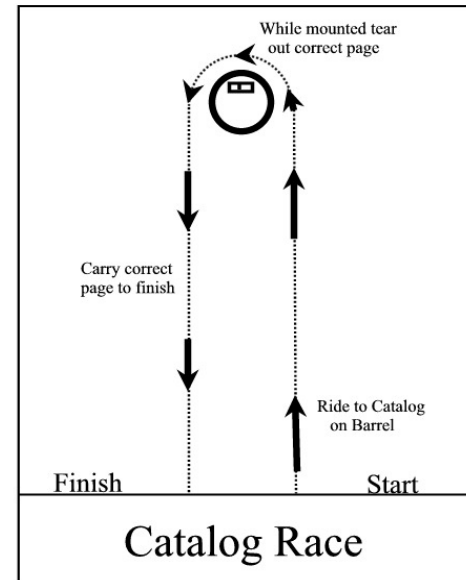 While mounted tear
out correct page
Carry correct
page to finish
Ride to Catalog
on Barrel
Finish
Start
Catalog Race